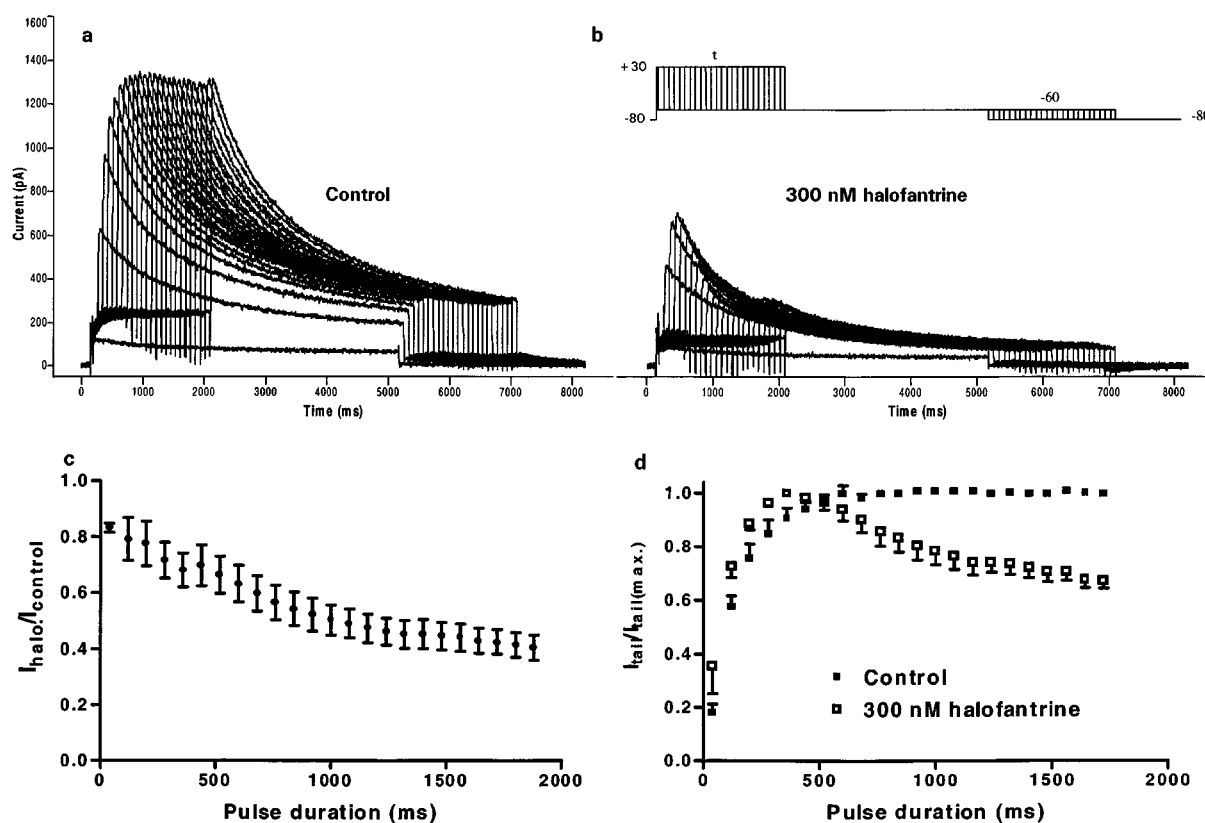 a
1600
1400
1200
1000
800
600
400
200
0
Current (pA)
Control
0 1000 2000 3000 4000 5000 6000 7000 8000
Time (ms)
b
t
+30
-80
-60
-80
300 nM halofantrine
0 1000 2000 3000 4000 5000 6000 7000 8000
Time (ms)
c
1.0
0.8
0.6
0.4
0.2
0.0
Ihalo/Icontrol
0 500 1000 1500 2000
Pulse duration (ms)
d
1.0
0.8
0.6
0.4
0.2
0.0
Itail/Itail(max.)
Control
300 nM halofantrine
0 500 1000 1500 2000
Pulse duration (ms)